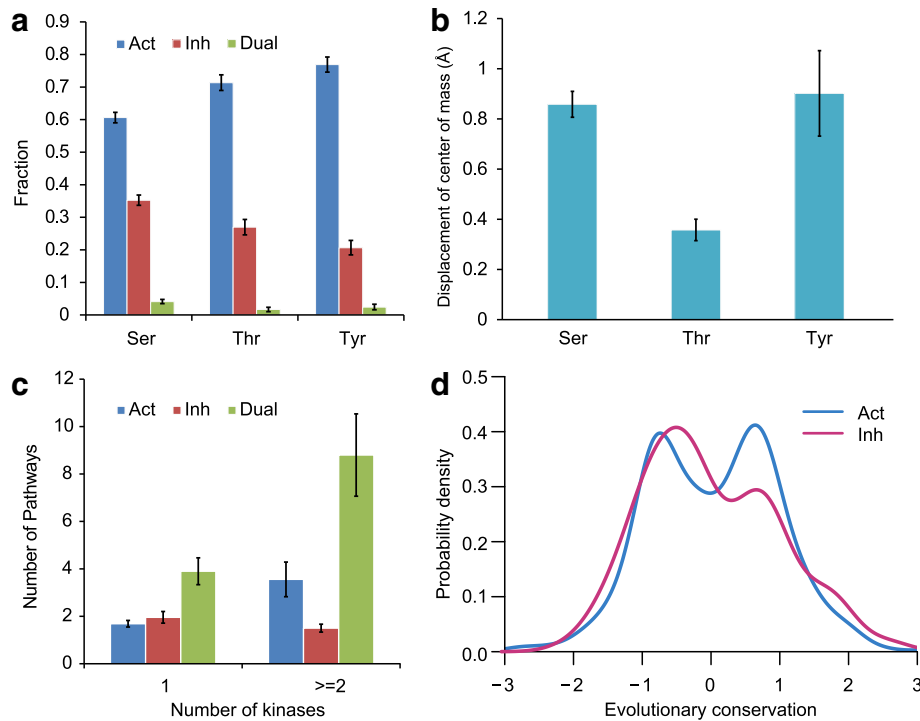 a
Act Inh Dual
0.9
0.8
0.7
0.6
0.5
0.4
0.3
0.2
0.1
0
Fraction
Ser Thr Tyr
b
1.2
1
0.8
0.6
0.4
0.2
0
Displacement of center of mass (Å)
Ser Thr Tyr
c
Act Inh Dual
12
10
8
6
4
2
0
Number of Pathways
1 >=2
Number of kinases
d
Act
Inh
0.5
0.4
0.3
0.2
0.1
0.0
Probability density
−3 −2 −1 0 1 2 3
Evolutionary conservation